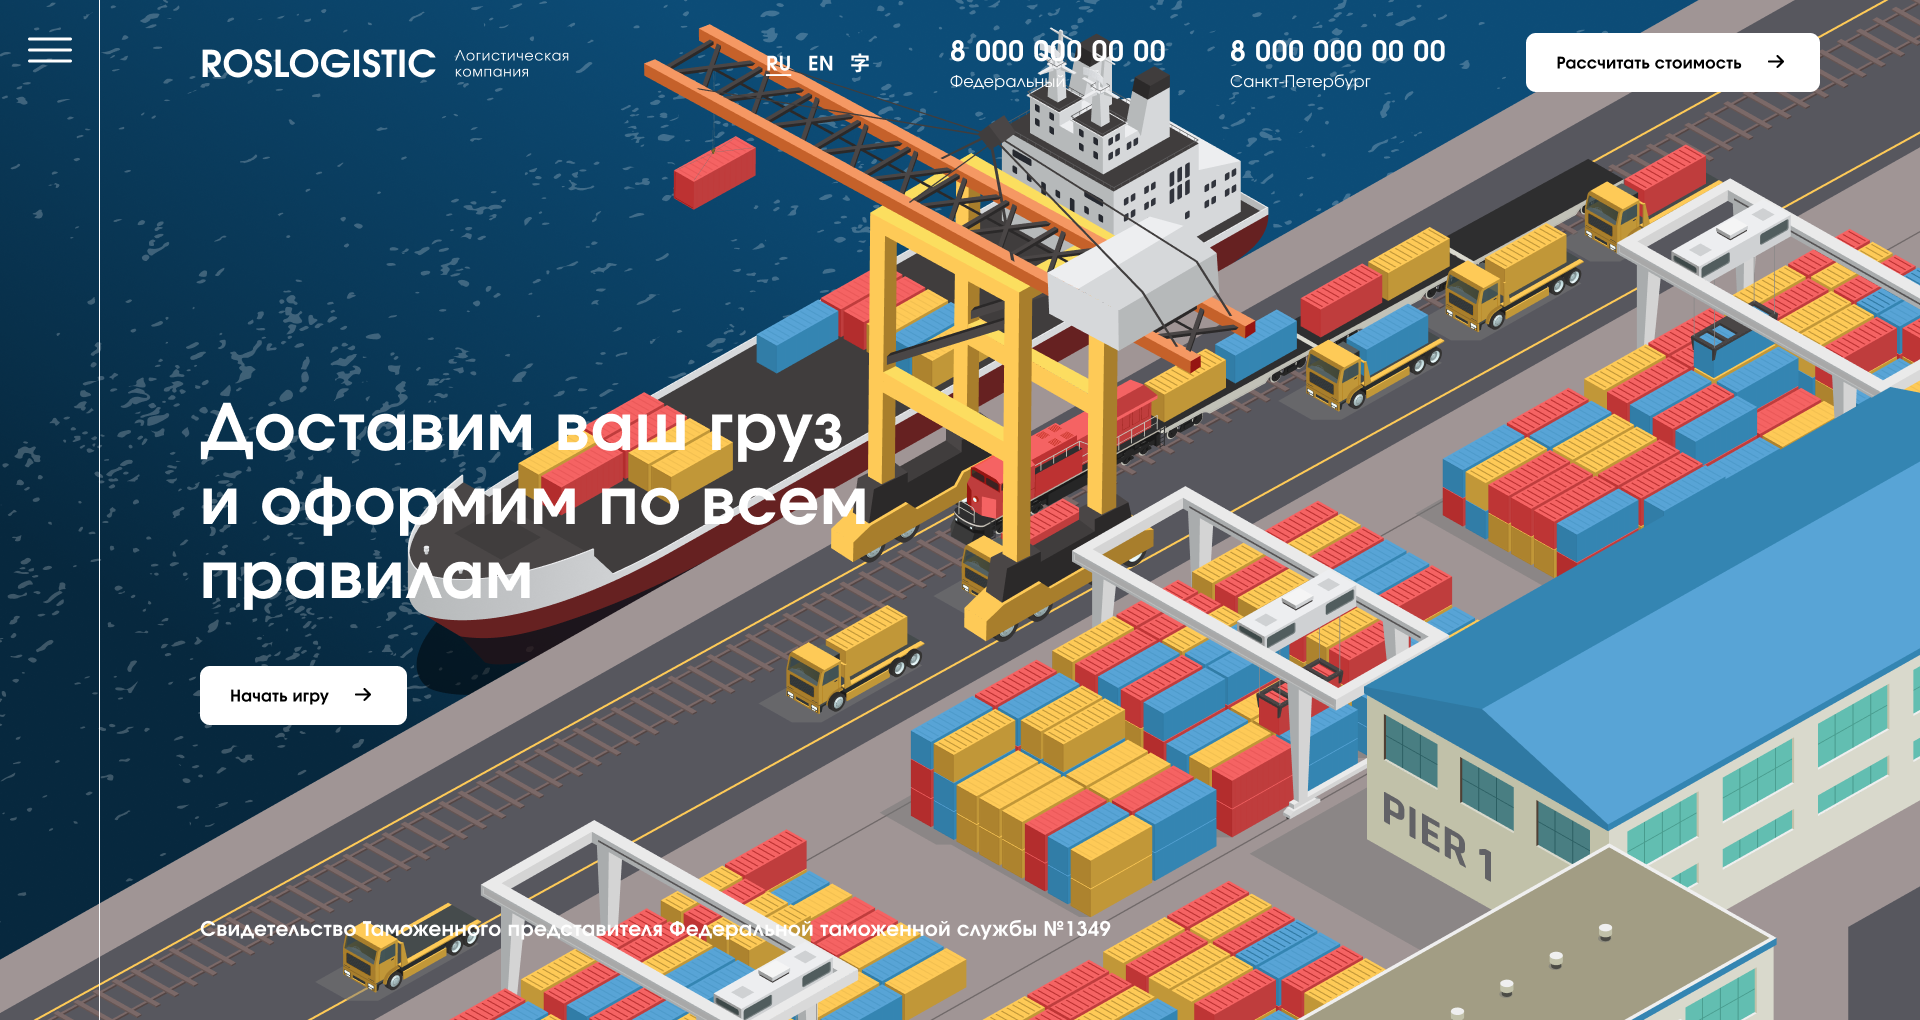 ROSLOGISTIC
Логистическая
компания
RU EN 字
8 000 000 00 00
Федеральный
8 000 000 00 00
Санкт-Петербург
Рассчитать стоимость
Доставим ваш груз
и оформим по всем
правилам
Начать игру
PIER 1
Свидетельство Таможенного представителя Федеральной таможенной службы №1349